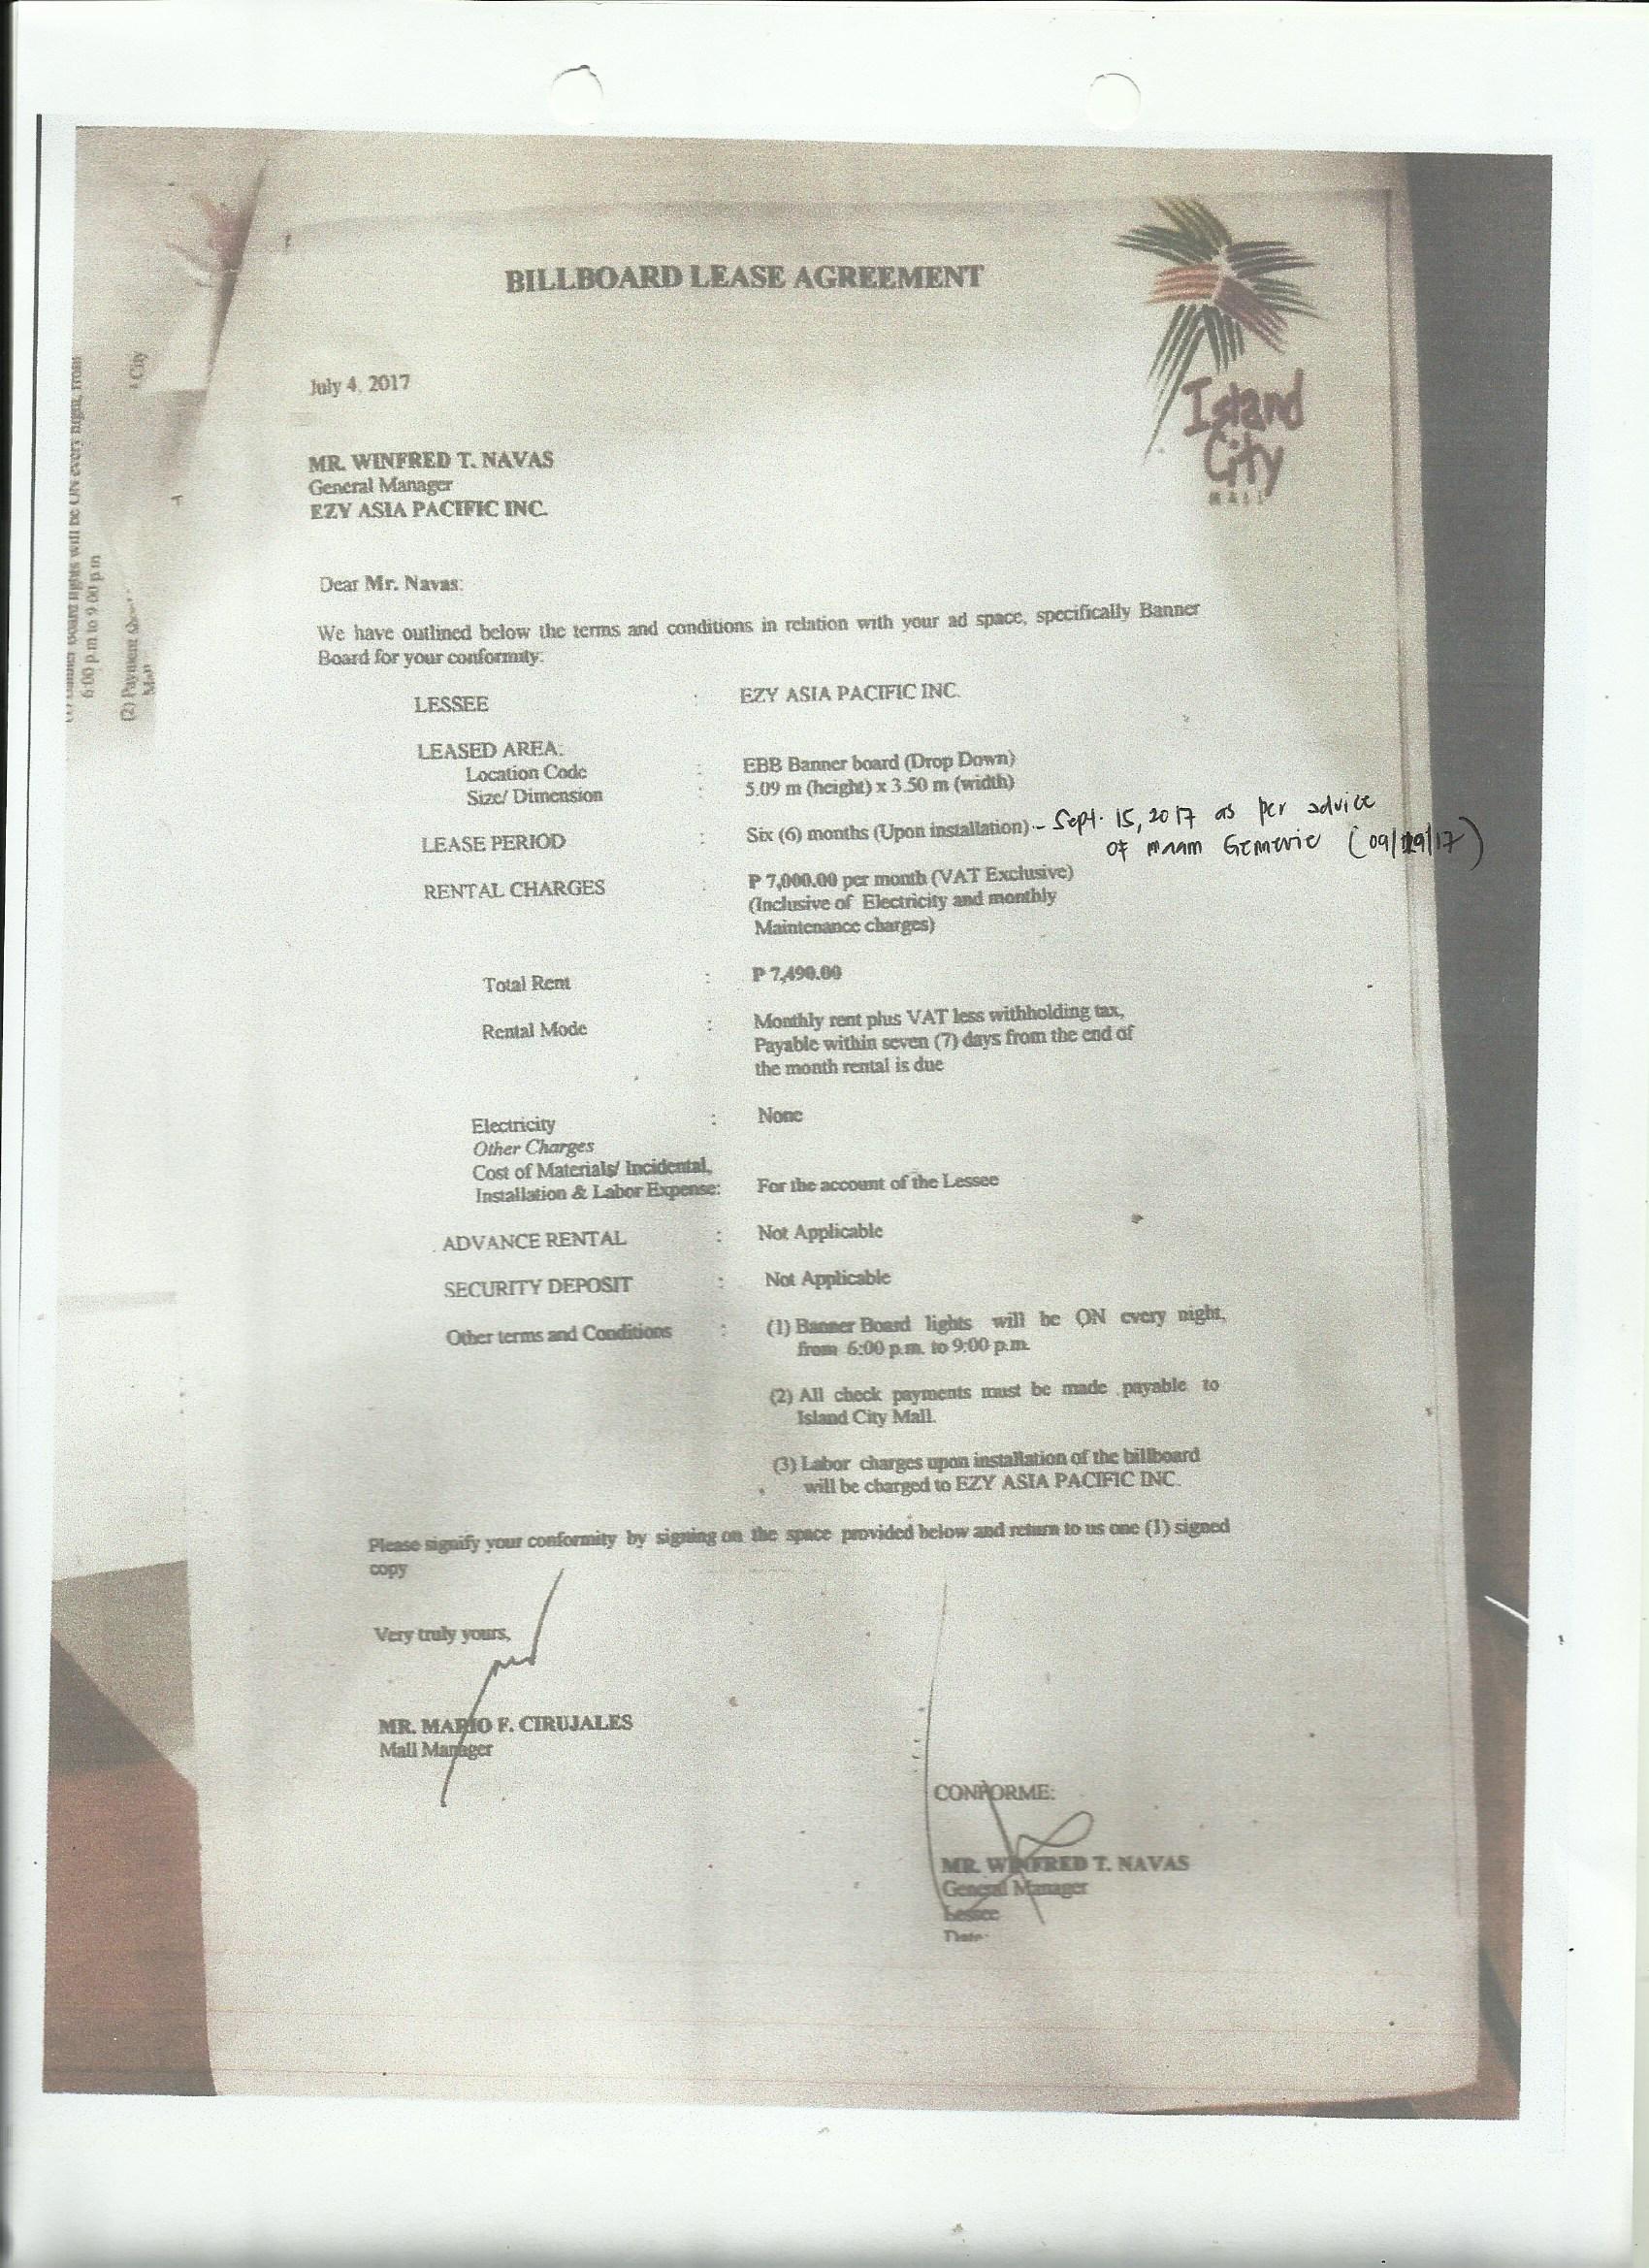 BILLBOARD LEASE AGREEMENT
Island
City
MALL
July 4, 2017
MR. WINFRED T. NAVAS
General Manager
EZY ASIA PACIFIC INC.
Dear Mr. Navas:
We have outlined below the terms and conditions in relation with your ad space, specifically Banner
Board for your conformity:
LESSEE : EZY ASIA PACIFIC INC.
LEASED AREA:
Location Code : EBB Banner board (Drop Down)
Size/ Dimension : 5.09 m (height) x 3.50 m (width)
LEASE PERIOD : Six (6) months (Upon installation) - Sept. 15, 2017 as per advice
of maam Gemerie (09/19/17)
RENTAL CHARGES : P 7,000.00 per month (VAT Exclusive)
(Inclusive of Electricity and monthly
Maintenance charges)
Total Rent : P 7,490.00
Rental Mode : Monthly rent plus VAT less withholding tax,
Payable within seven (7) days from the end of
the month rental is due
Electricity : None
Other Charges
Cost of Materials/ Incidental,
Installation & Labor Expense: For the account of the Lessee
ADVANCE RENTAL : Not Applicable
SECURITY DEPOSIT : Not Applicable
Other terms and Conditions : (1) Banner Board lights will be ON every night,
from 6:00 p.m. to 9:00 p.m.
(2) All check payments must be made payable to
Island City Mall.
(3) Labor charges upon installation of the billboard
will be charged to EZY ASIA PACIFIC INC.
Please signify your conformity by signing on the space provided below and return to us one (1) signed
copy
Very truly yours,
MR. MARIO F. CIRUJALES
Mall Manager
CONFORME:
MR. WINFRED T. NAVAS
General Manager
Lessee
Date:
board lights will be ON every night, from
6:00 p.m to 9:00 p.m
(2) Payment
City